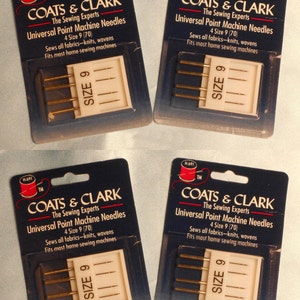 COATS & CLARK
The Sewing Experts
Universal Point Machine Needles
4 Size 9 (70)
Sews all fabrics—knits, wovens
Fits most home sewing machines
SIZE 9
COATS & CLARK
The Sewing Experts
Universal Point Machine Needles
4 Size 9 (70)
Sews all fabrics—knits, wovens
Fits most home sewing machines
SIZE 9
COATS & CLARK
The Sewing Experts
Universal Point Machine Needles
4 Size 9 (70)
Sews all fabrics—knits, wovens
Fits most home sewing machines
SIZE 9
COATS & CLARK
The Sewing Experts
Universal Point Machine Needles
4 Size 9 (70)
Sews all fabrics—knits, wovens
Fits most home sewing machines
SIZE 9